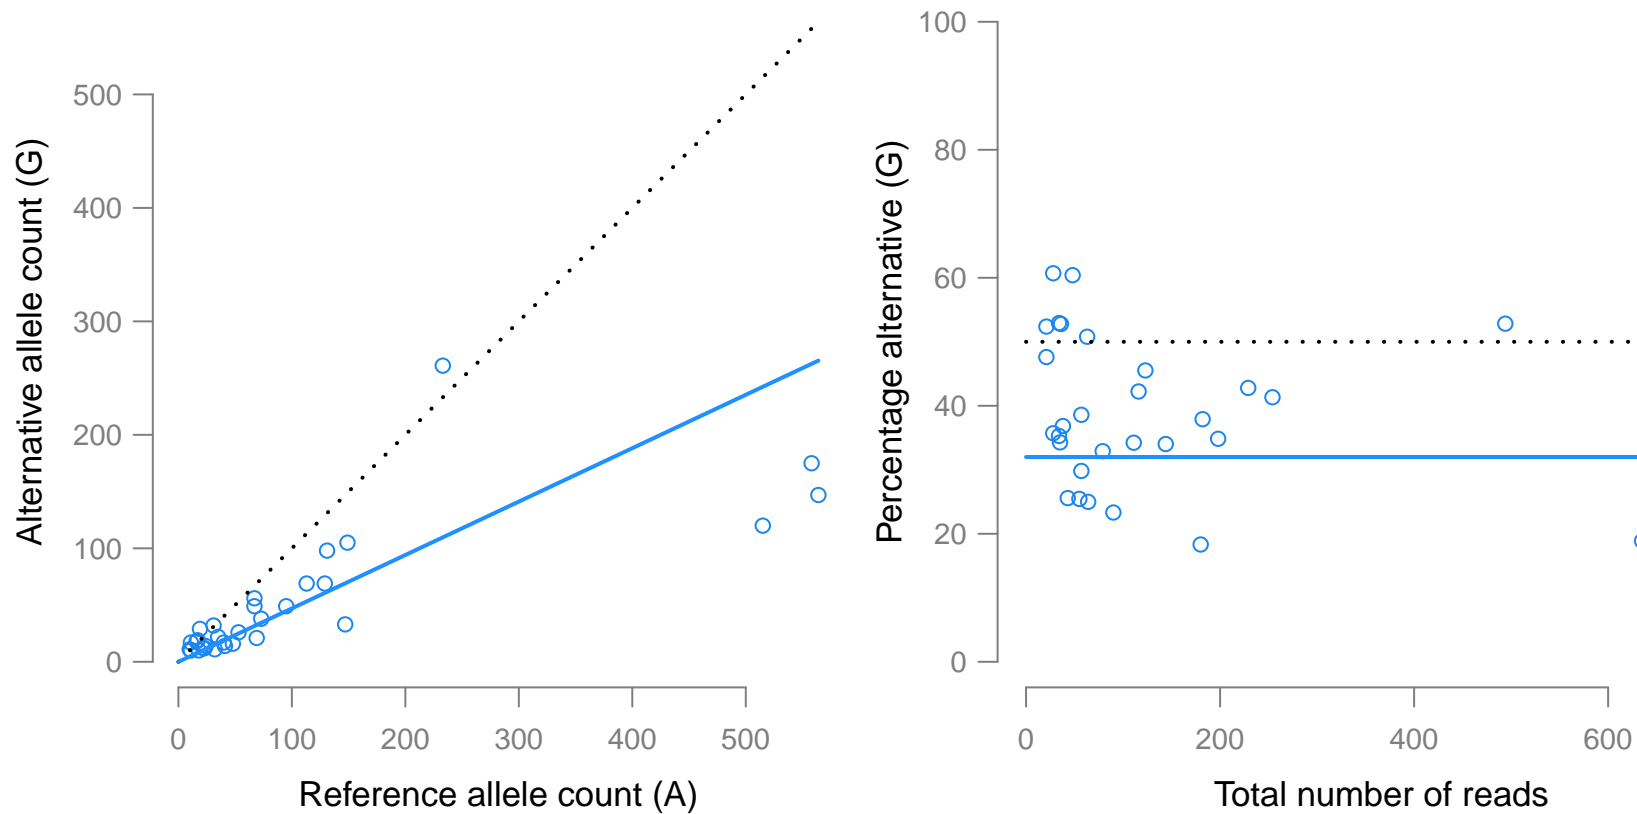 Alternative allele count (G)
500
400
300
200
100
0
0 100 200 300 400 500
Reference allele count (A)
Percentage alternative (G)
100
80
60
40
20
0
0 200 400 600
Total number of reads